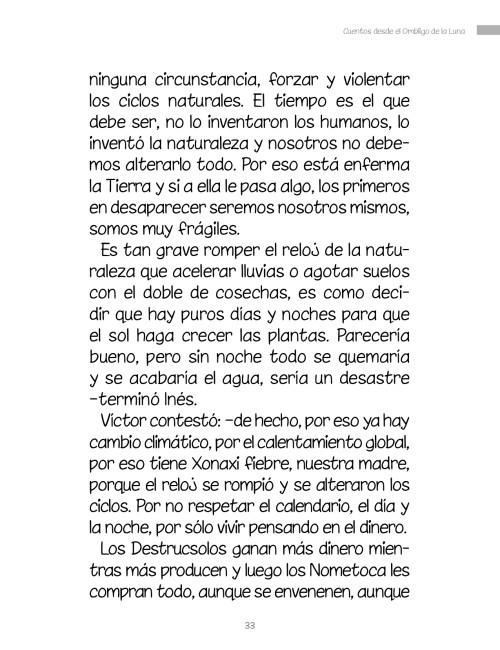 Cuentos desde el Ombligo de la Luna
ninguna circunstancia, forzar y violentar
los ciclos naturales. El tiempo es el que
debe ser, no lo inventaron los humanos, lo
inventó la naturaleza y nosotros no debe-
mos alterarlo todo. Por eso está enferma
la Tierra y si a ella le pasa algo, los primeros
en desaparecer seremos nosotros mismos,
somos muy frágiles.
Es tan grave romper el reloj de la natu-
raleza que acelerar lluvias o agotar suelos
con el doble de cosechas, es como deci-
dir que hay puros días y noches para que
el sol haga crecer las plantas. Parecería
bueno, pero sin noche todo se quemaría
y se acabaría el agua, sería un desastre
-terminó Inés.
Víctor contestó: -de hecho, por eso ya hay
cambio climático, por el calentamiento global,
por eso tiene Xonaxi fiebre, nuestra madre,
porque el reloj se rompió y se alteraron los
ciclos. Por no respetar el calendario, el día y
la noche, por sólo vivir pensando en el dinero.
Los Destrucsolos ganan más dinero mien-
tras más producen y luego los Nometoca les
compran todo, aunque se envenenen, aunque
33